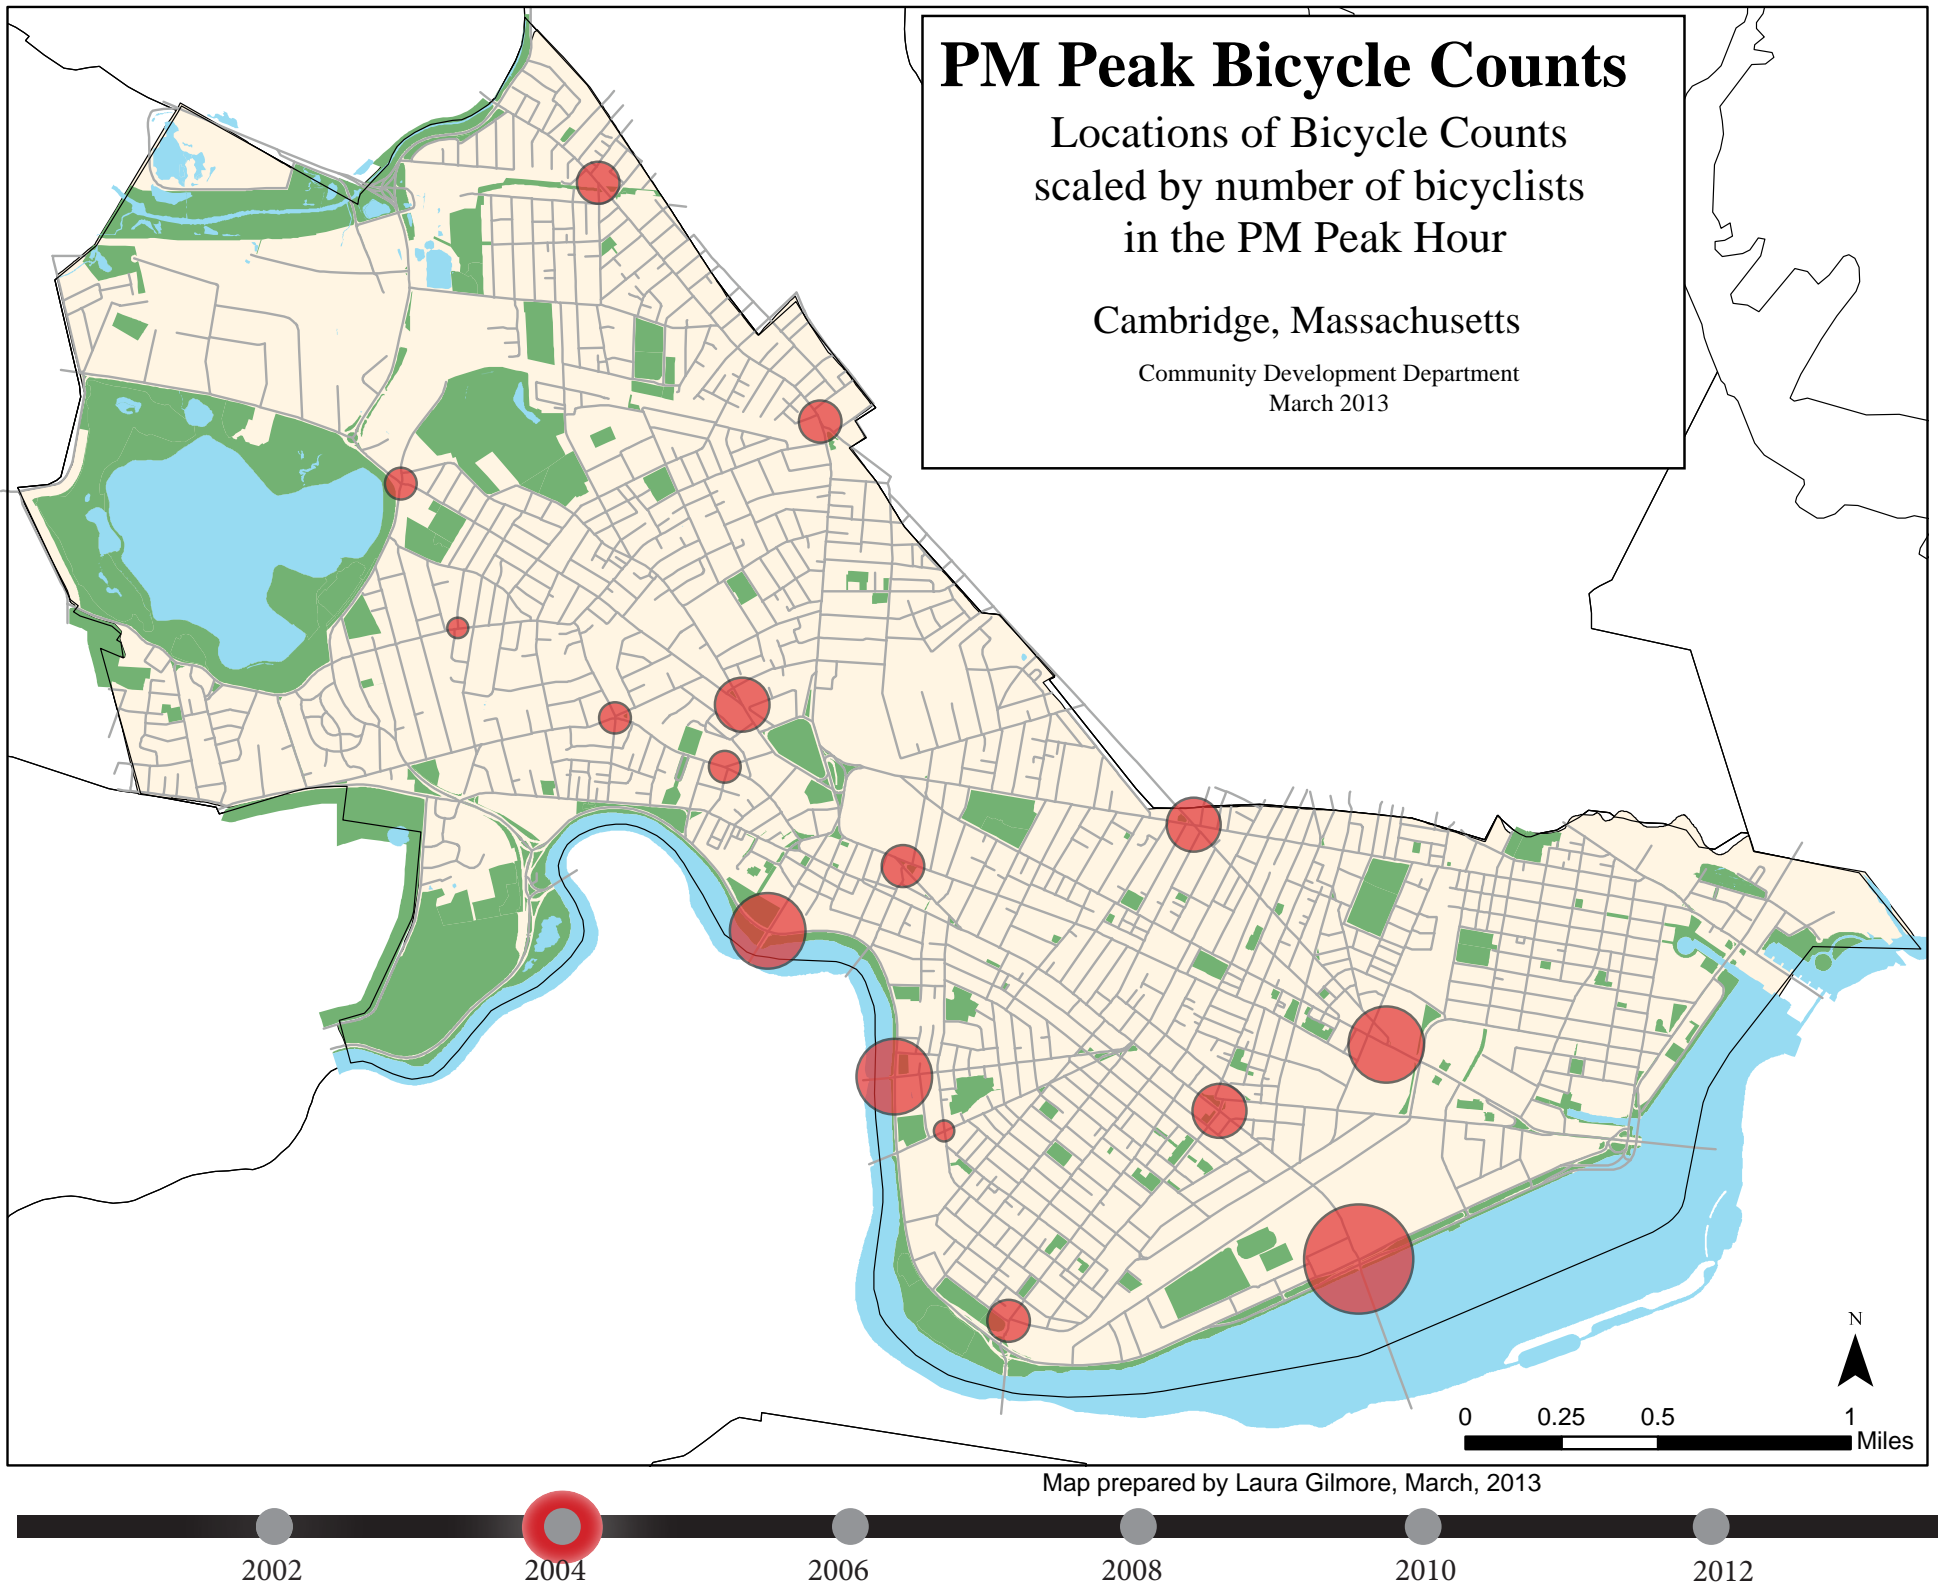 PM Peak Bicycle Counts
Locations of Bicycle Counts
scaled by number of bicyclists
in the PM Peak Hour
Cambridge, Massachusetts
Community Development Department
March 2013
N
0 0.25 0.5 1
Miles
Map prepared by Laura Gilmore, March, 2013
2002 2004 2006 2008 2010 2012